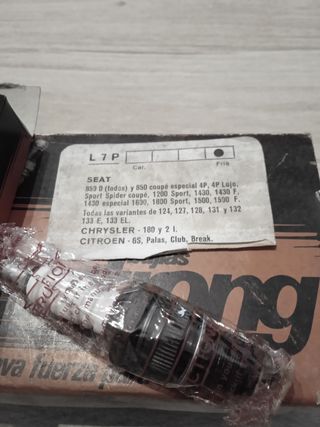 L 7 P
Cal.
Fría
SEAT
850 D (todos) y 850 coupé especial 4P, 4P Lujo,
Sport Spider coupé, 1200 Sport, 1430, 1430 F,
1430 especial 1600, 1800 Sport, 1500, 1500 F.
Todas las variantes de 124, 127, 128, 131 y 132
133 E, 133 EL.
CHRYSLER - 180 y 2 l.
CITROEN - GS, Palas, Club, Break.
ong
va fuerza para